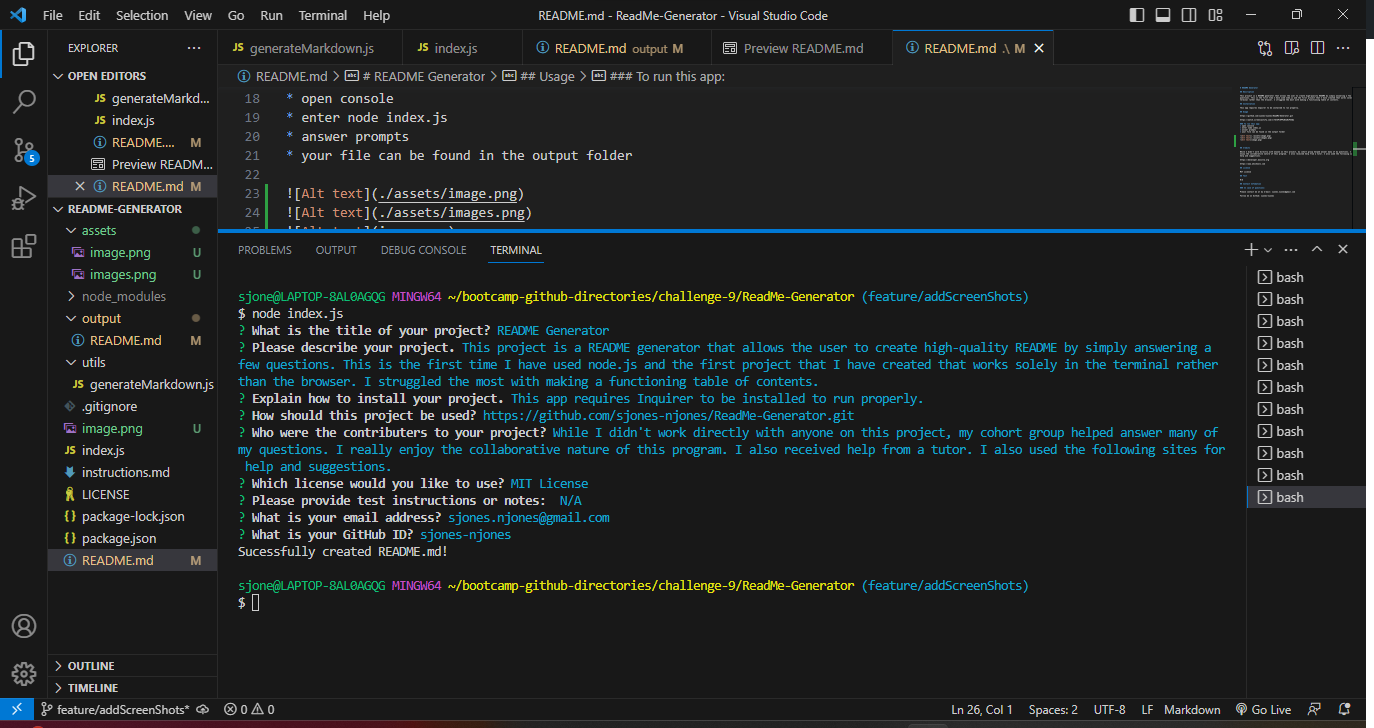 File Edit Selection View Go Run Terminal Help README.md - ReadMe-Generator - Visual Studio Code
EXPLORER ...
OPEN EDITORS
JS generateMarkd...
JS index.js
README.... M
Preview READM...
README.md M
README-GENERATOR
assets
image.png U
images.png U
node_modules
output
README.md M
utils
JS generateMarkdown.js
.gitignore
image.png U
JS index.js
instructions.md
LICENSE
{} package-lock.json
{} package.json
README.md M
OUTLINE
TIMELINE
5
JS generateMarkdown.js JS index.js README.md output M Preview README.md README.md .\ M
README.md > # README Generator > ## Usage > ### To run this app:
18 * open console
19 * enter node index.js
20 * answer prompts
21 * your file can be found in the output folder
22
23 ![Alt text](./assets/image.png)
24 ![Alt text](./assets/images.png)
PROBLEMS OUTPUT DEBUG CONSOLE TERMINAL
sjone@LAPTOP-8AL0AGQG MINGW64 ~/bootcamp-github-directories/challenge-9/ReadMe-Generator (feature/addScreenShots)
$ node index.js
? What is the title of your project? README Generator
? Please describe your project. This project is a README generator that allows the user to create high-quality README by simply answering a
few questions. This is the first time I have used node.js and the first project that I have created that works solely in the terminal rather
than the browser. I struggled the most with making a functioning table of contents.
? Explain how to install your project. This app requires Inquirer to be installed to run properly.
? How should this project be used? https://github.com/sjones-njones/ReadMe-Generator.git
? Who were the contributers to your project? While I didn't work directly with anyone on this project, my cohort group helped answer many of
my questions. I really enjoy the collaborative nature of this program. I also received help from a tutor. I also used the following sites for
help and suggestions.
? Which license would you like to use? MIT License
? Please provide test instructions or notes: N/A
? What is your email address? sjones.njones@gmail.com
? What is your GitHub ID? sjones-njones
Sucessfully created README.md!
sjone@LAPTOP-8AL0AGQG MINGW64 ~/bootcamp-github-directories/challenge-9/ReadMe-Generator (feature/addScreenShots)
$
bash
bash
bash
bash
bash
bash
bash
bash
bash
bash
bash
feature/addScreenShots* 0 0 Ln 26, Col 1 Spaces: 2 UTF-8 LF Markdown Go Live